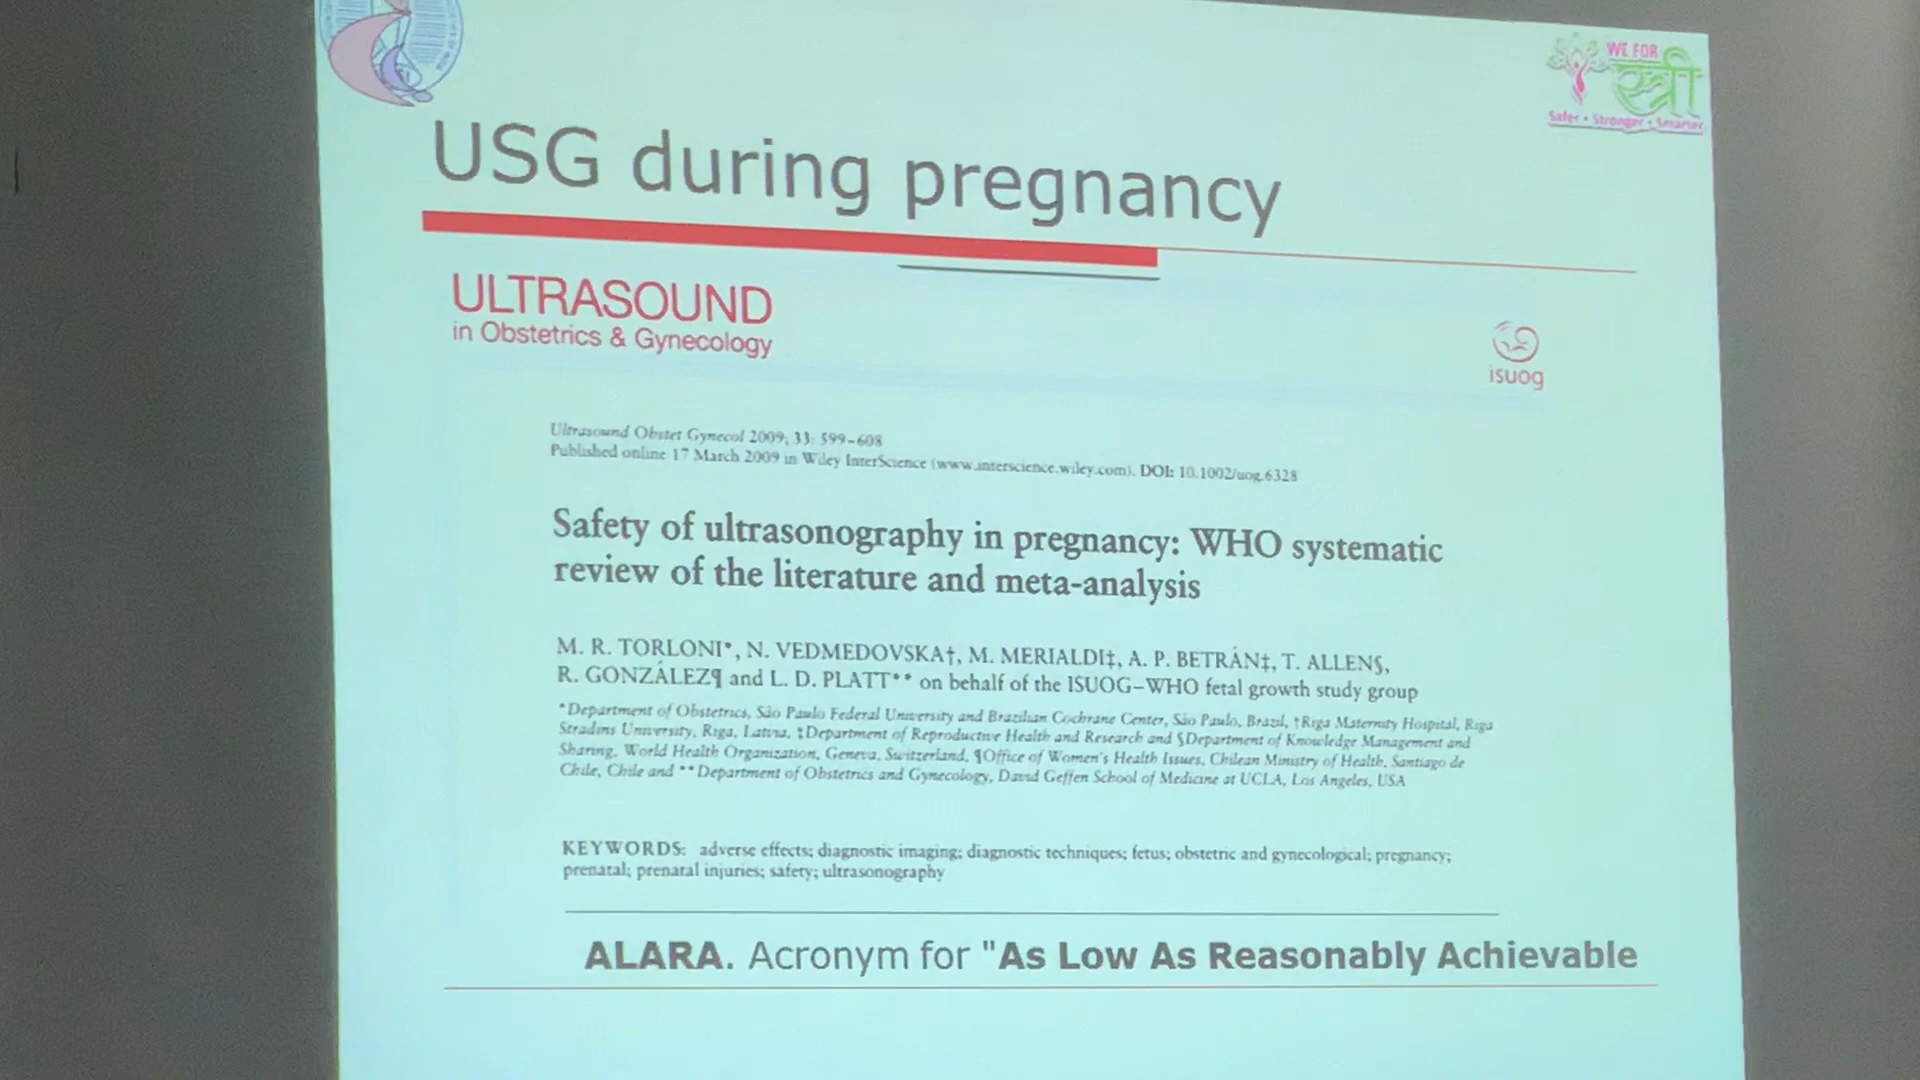 WE FOR
स्त्री
Safer • Stronger • Smarter
USG during pregnancy
ULTRASOUND
in Obstetrics & Gynecology
isuog
Ultrasound Obstet Gynecol 2009; 33: 599–608
Published online 17 March 2009 in Wiley InterScience (www.interscience.wiley.com). DOI: 10.1002/uog.6328
Safety of ultrasonography in pregnancy: WHO systematic
review of the literature and meta-analysis
M. R. TORLONI*, N. VEDMEDOVSKA†, M. MERIALDI‡, A. P. BETRÁN‡, T. ALLEN§,
R. GONZÁLEZ¶ and L. D. PLATT** on behalf of the ISUOG–WHO fetal growth study group
*Department of Obstetrics, São Paulo Federal University and Brazilian Cochrane Center, São Paulo, Brazil, †Riga Maternity Hospital, Riga
Stradins University, Riga, Latvia, ‡Department of Reproductive Health and Research and §Department of Knowledge Management and
Sharing, World Health Organization, Geneva, Switzerland, ¶Office of Women's Health Issues, Chilean Ministry of Health, Santiago de
Chile, Chile and **Department of Obstetrics and Gynecology, David Geffen School of Medicine at UCLA, Los Angeles, USA
KEYWORDS: adverse effects; diagnostic imaging; diagnostic techniques; fetus; obstetric and gynecological; pregnancy;
prenatal; prenatal injuries; safety; ultrasonography
ALARA. Acronym for "As Low As Reasonably Achievable